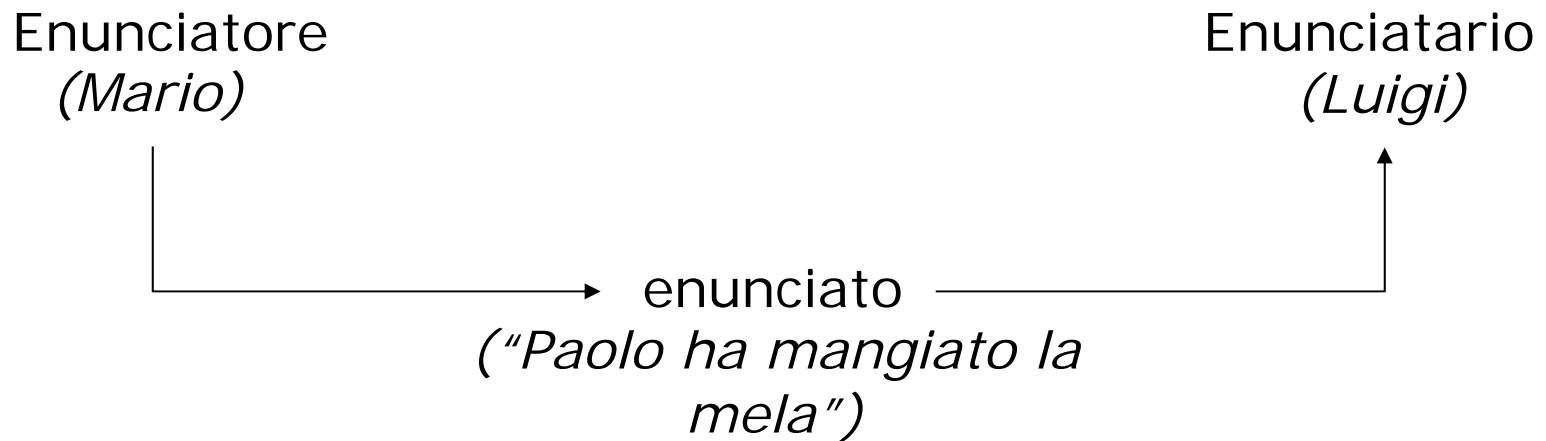 Enunciatore
(Mario)
Enunciatario
(Luigi)
enunciato
(“Paolo ha mangiato la
mela”)